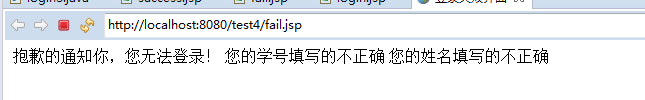 http://localhost:8080/test4/fail.jsp
抱歉的通知你，您无法登录！ 您的学号填写的不正确 您的姓名填写的不正确